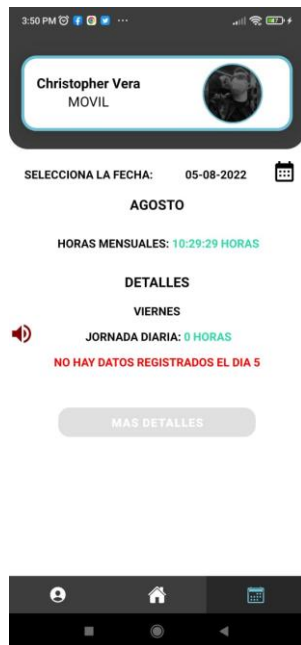 3:50 PM
Christopher Vera
MOVIL
SELECCIONA LA FECHA: 05-08-2022
AGOSTO
HORAS MENSUALES: 10:29:29 HORAS
DETALLES
VIERNES
JORNADA DIARIA: 0 HORAS
NO HAY DATOS REGISTRADOS EL DIA 5
MAS DETALLES